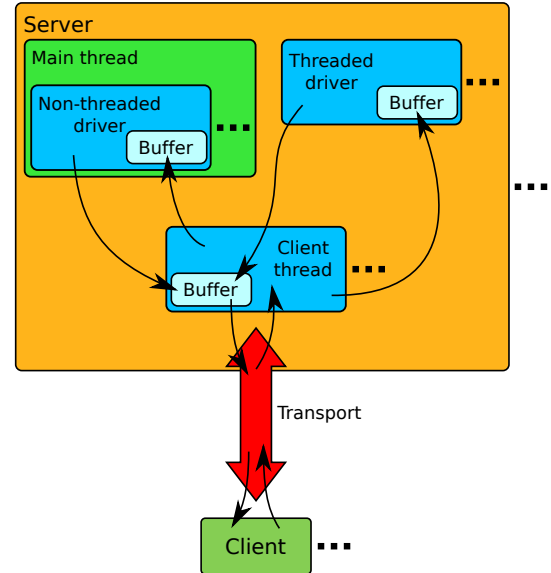 Server
Main thread
Non-threaded
driver
Buffer
...
Threaded
driver
Buffer
...
...
Client
thread
Buffer
...
Transport
Client
...